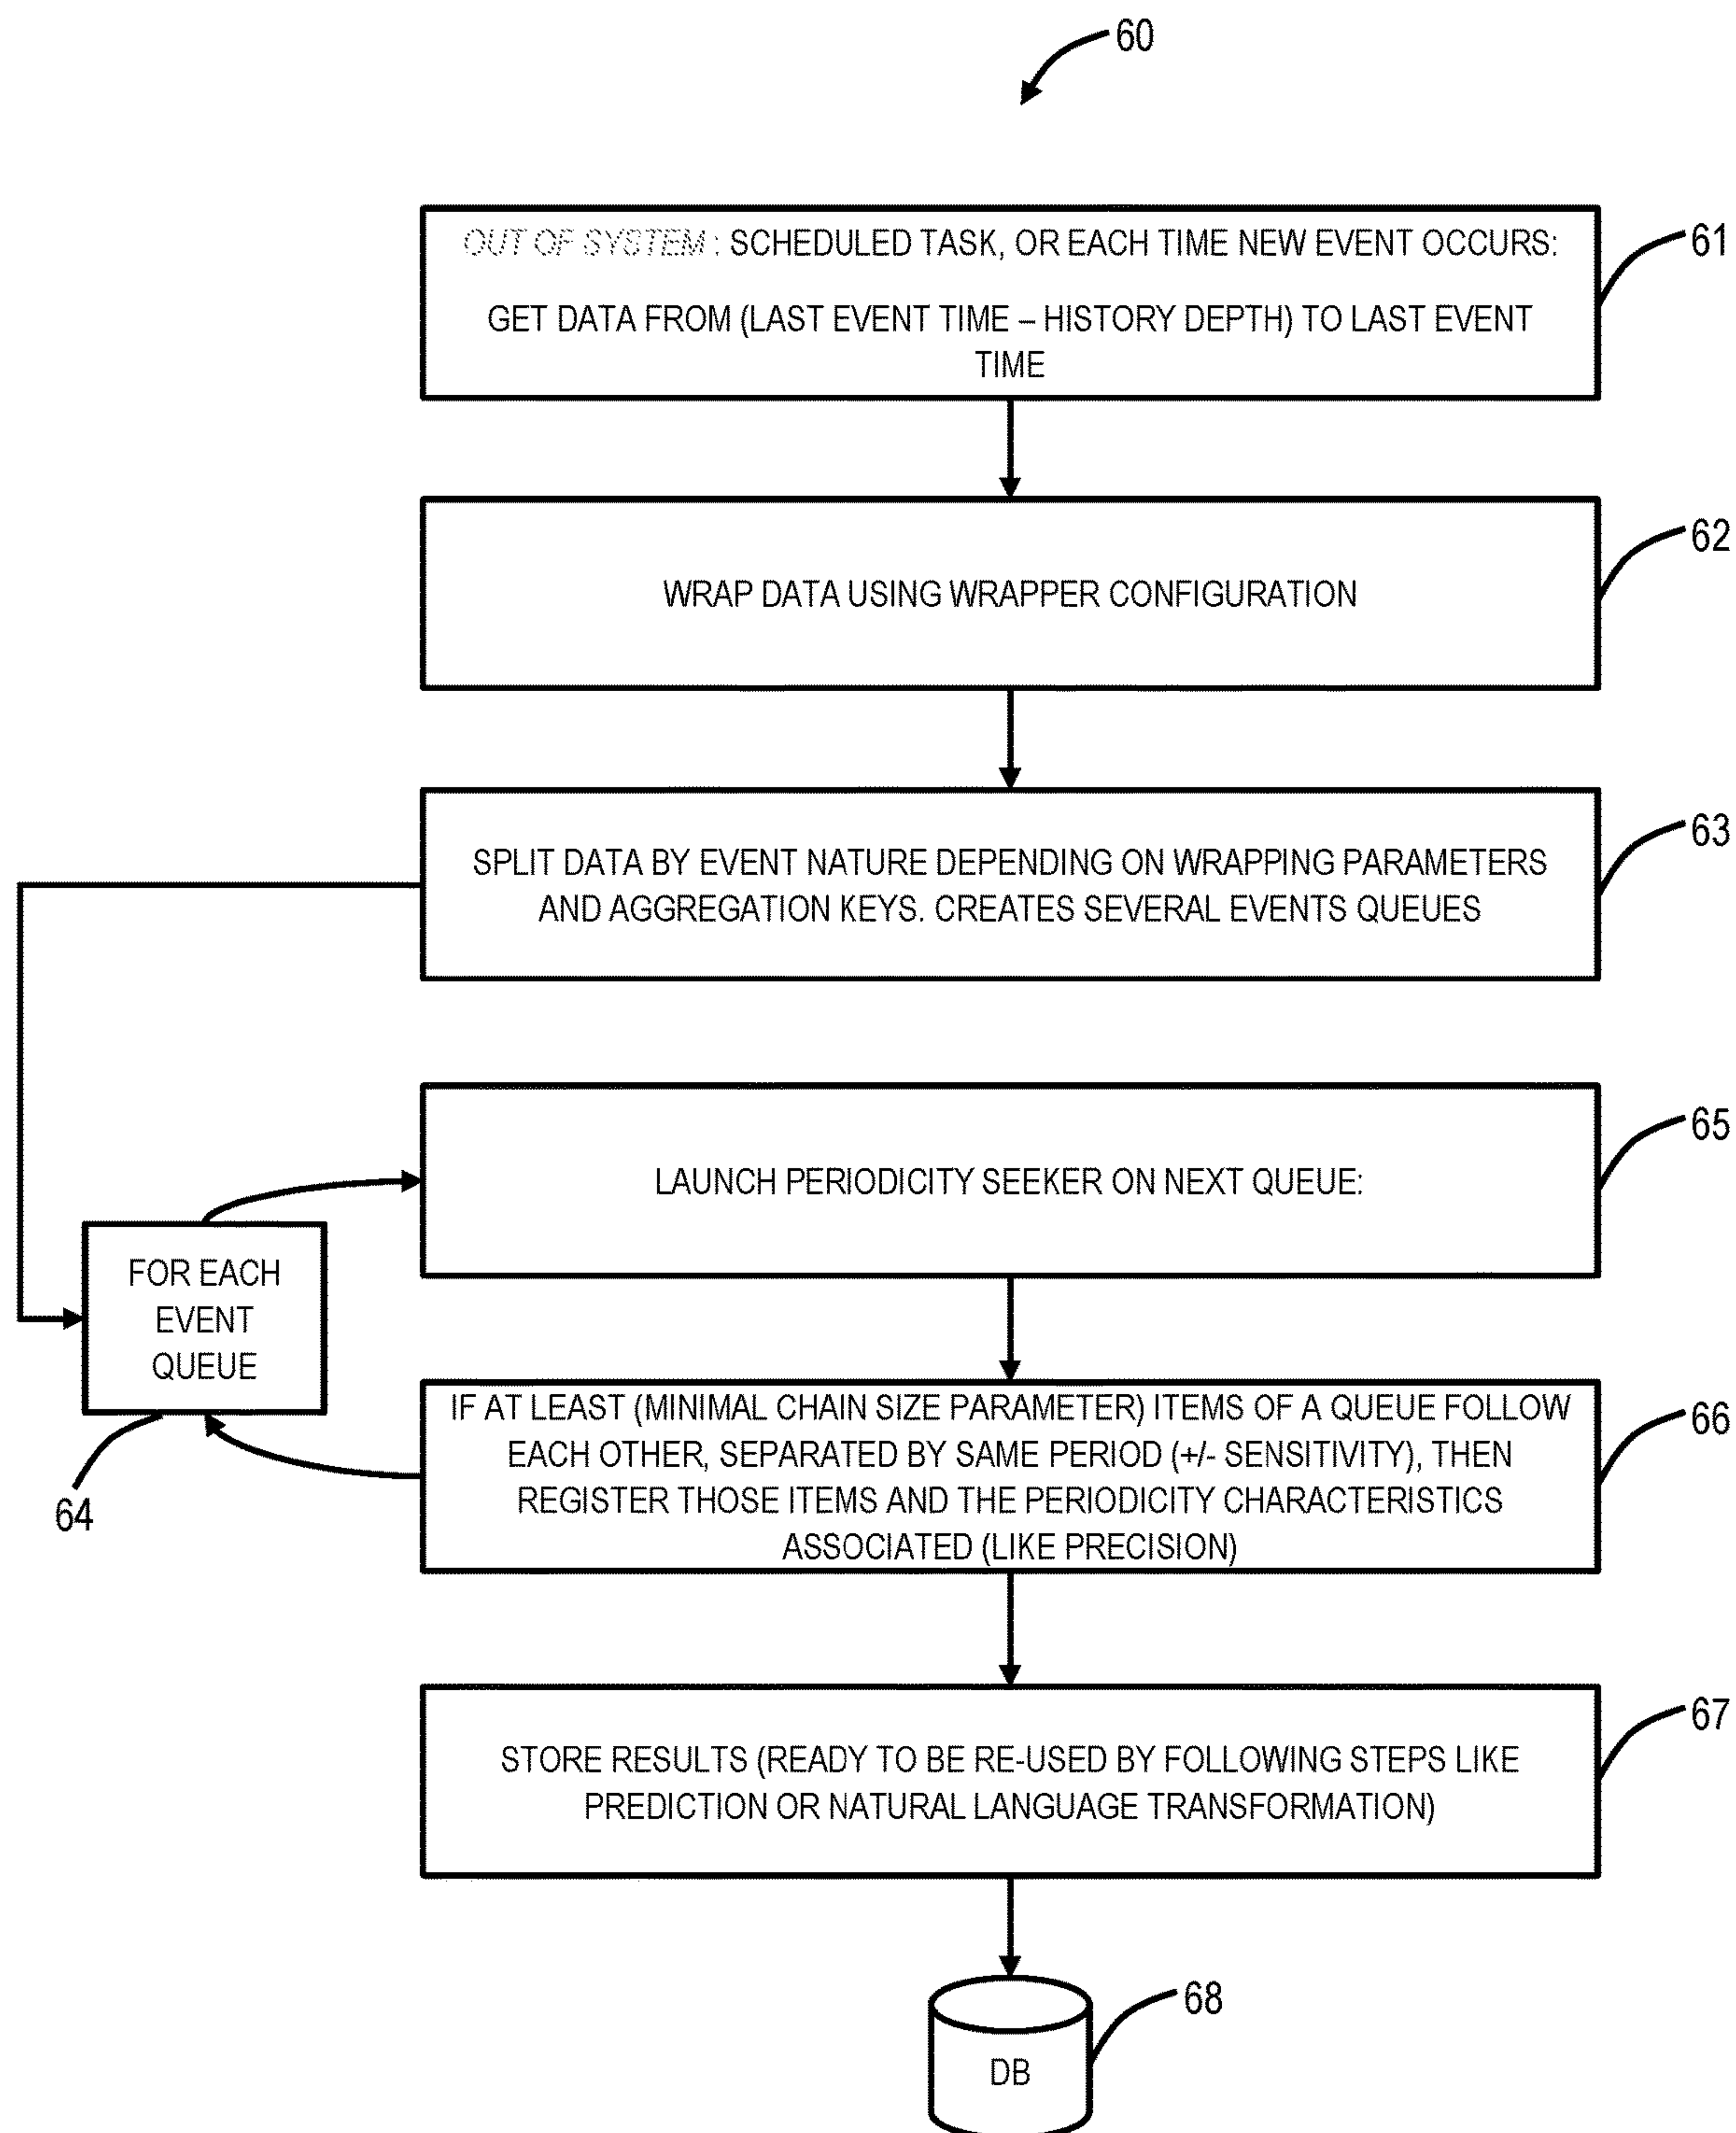 60
OUT OF SYSTEM : SCHEDULED TASK, OR EACH TIME NEW EVENT OCCURS:
GET DATA FROM (LAST EVENT TIME – HISTORY DEPTH) TO LAST EVENT
TIME
61
WRAP DATA USING WRAPPER CONFIGURATION
62
SPLIT DATA BY EVENT NATURE DEPENDING ON WRAPPING PARAMETERS
AND AGGREGATION KEYS. CREATES SEVERAL EVENTS QUEUES
63
FOR EACH
EVENT
QUEUE
64
LAUNCH PERIODICITY SEEKER ON NEXT QUEUE:
65
IF AT LEAST (MINIMAL CHAIN SIZE PARAMETER) ITEMS OF A QUEUE FOLLOW
EACH OTHER, SEPARATED BY SAME PERIOD (+/- SENSITIVITY), THEN
REGISTER THOSE ITEMS AND THE PERIODICITY CHARACTERISTICS
ASSOCIATED (LIKE PRECISION)
66
STORE RESULTS (READY TO BE RE-USED BY FOLLOWING STEPS LIKE
PREDICTION OR NATURAL LANGUAGE TRANSFORMATION)
67
DB
68